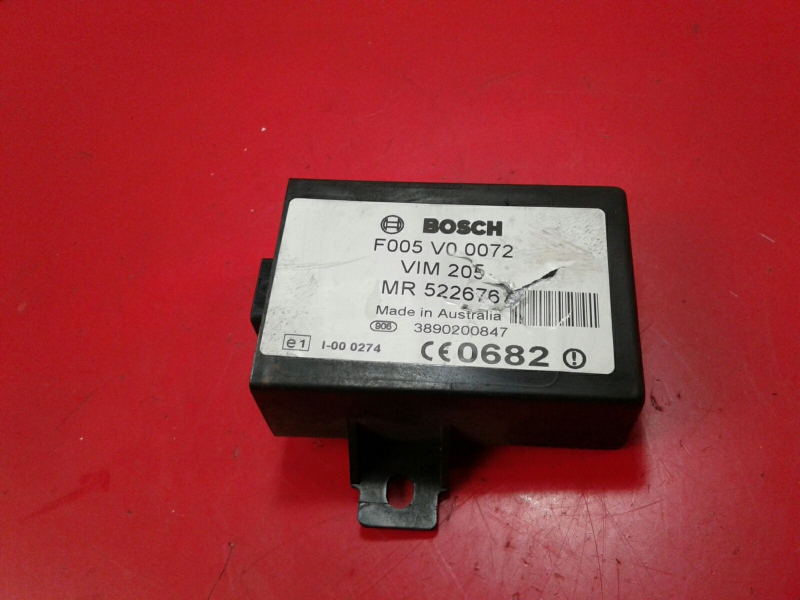 BOSCH
F005 V0 0072
VIM 205
MR 522676
Made in Australia
906 3890200847
e1 I-00 0274 CE0682 !